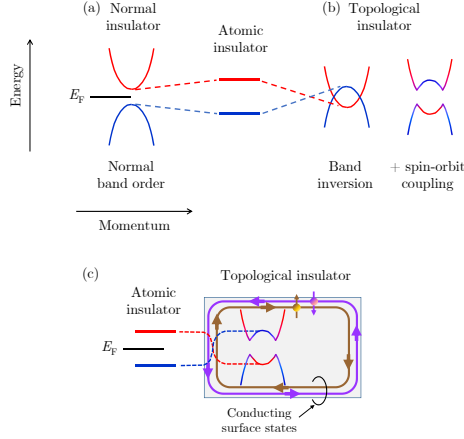 (a)
Normal
insulator
Atomic
insulator
(b)
Topological
insulator
Energy
E_F
Normal
band order
Band
inversion
+ spin-orbit
coupling
Momentum
(c)
Topological insulator
Atomic
insulator
E_F
Conducting
surface states